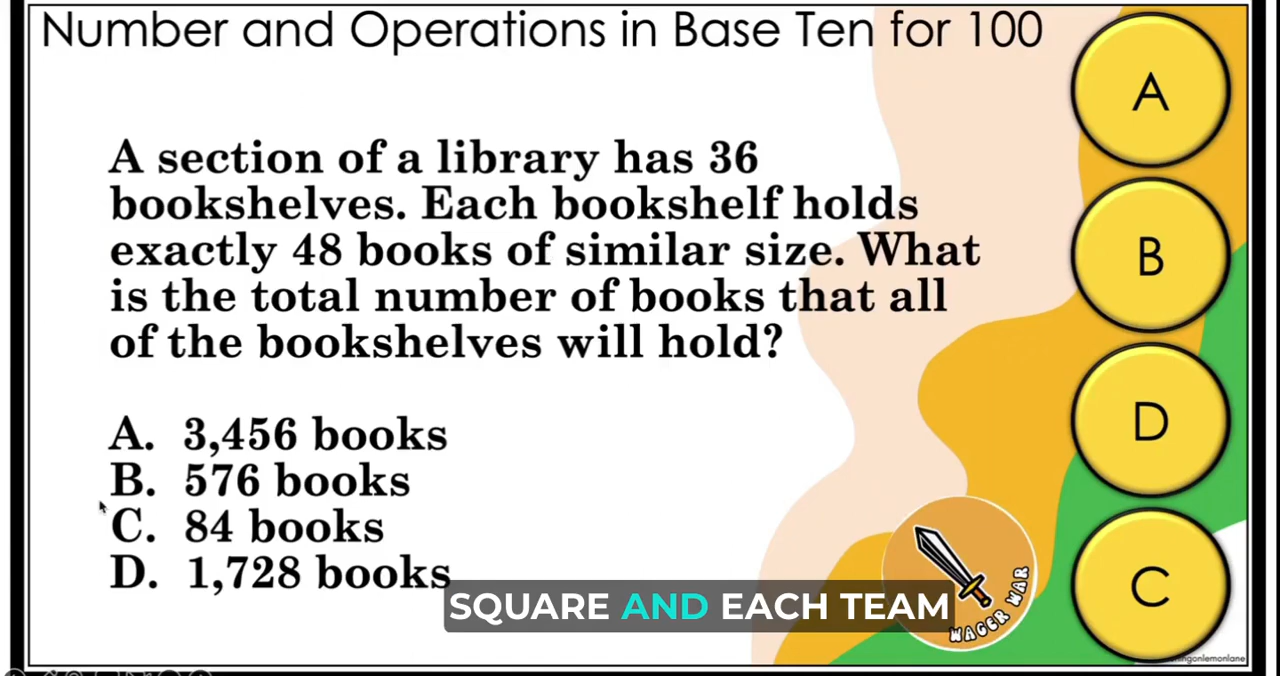 Number and Operations in Base Ten for 100
A section of a library has 36
bookshelves. Each bookshelf holds
exactly 48 books of similar size. What
is the total number of books that all
of the bookshelves will hold?
A. 3,456 books
B. 576 books
C. 84 books
D. 1,728 books
A
B
D
C
SQUARE AND EACH TEAM
WAGER WAR